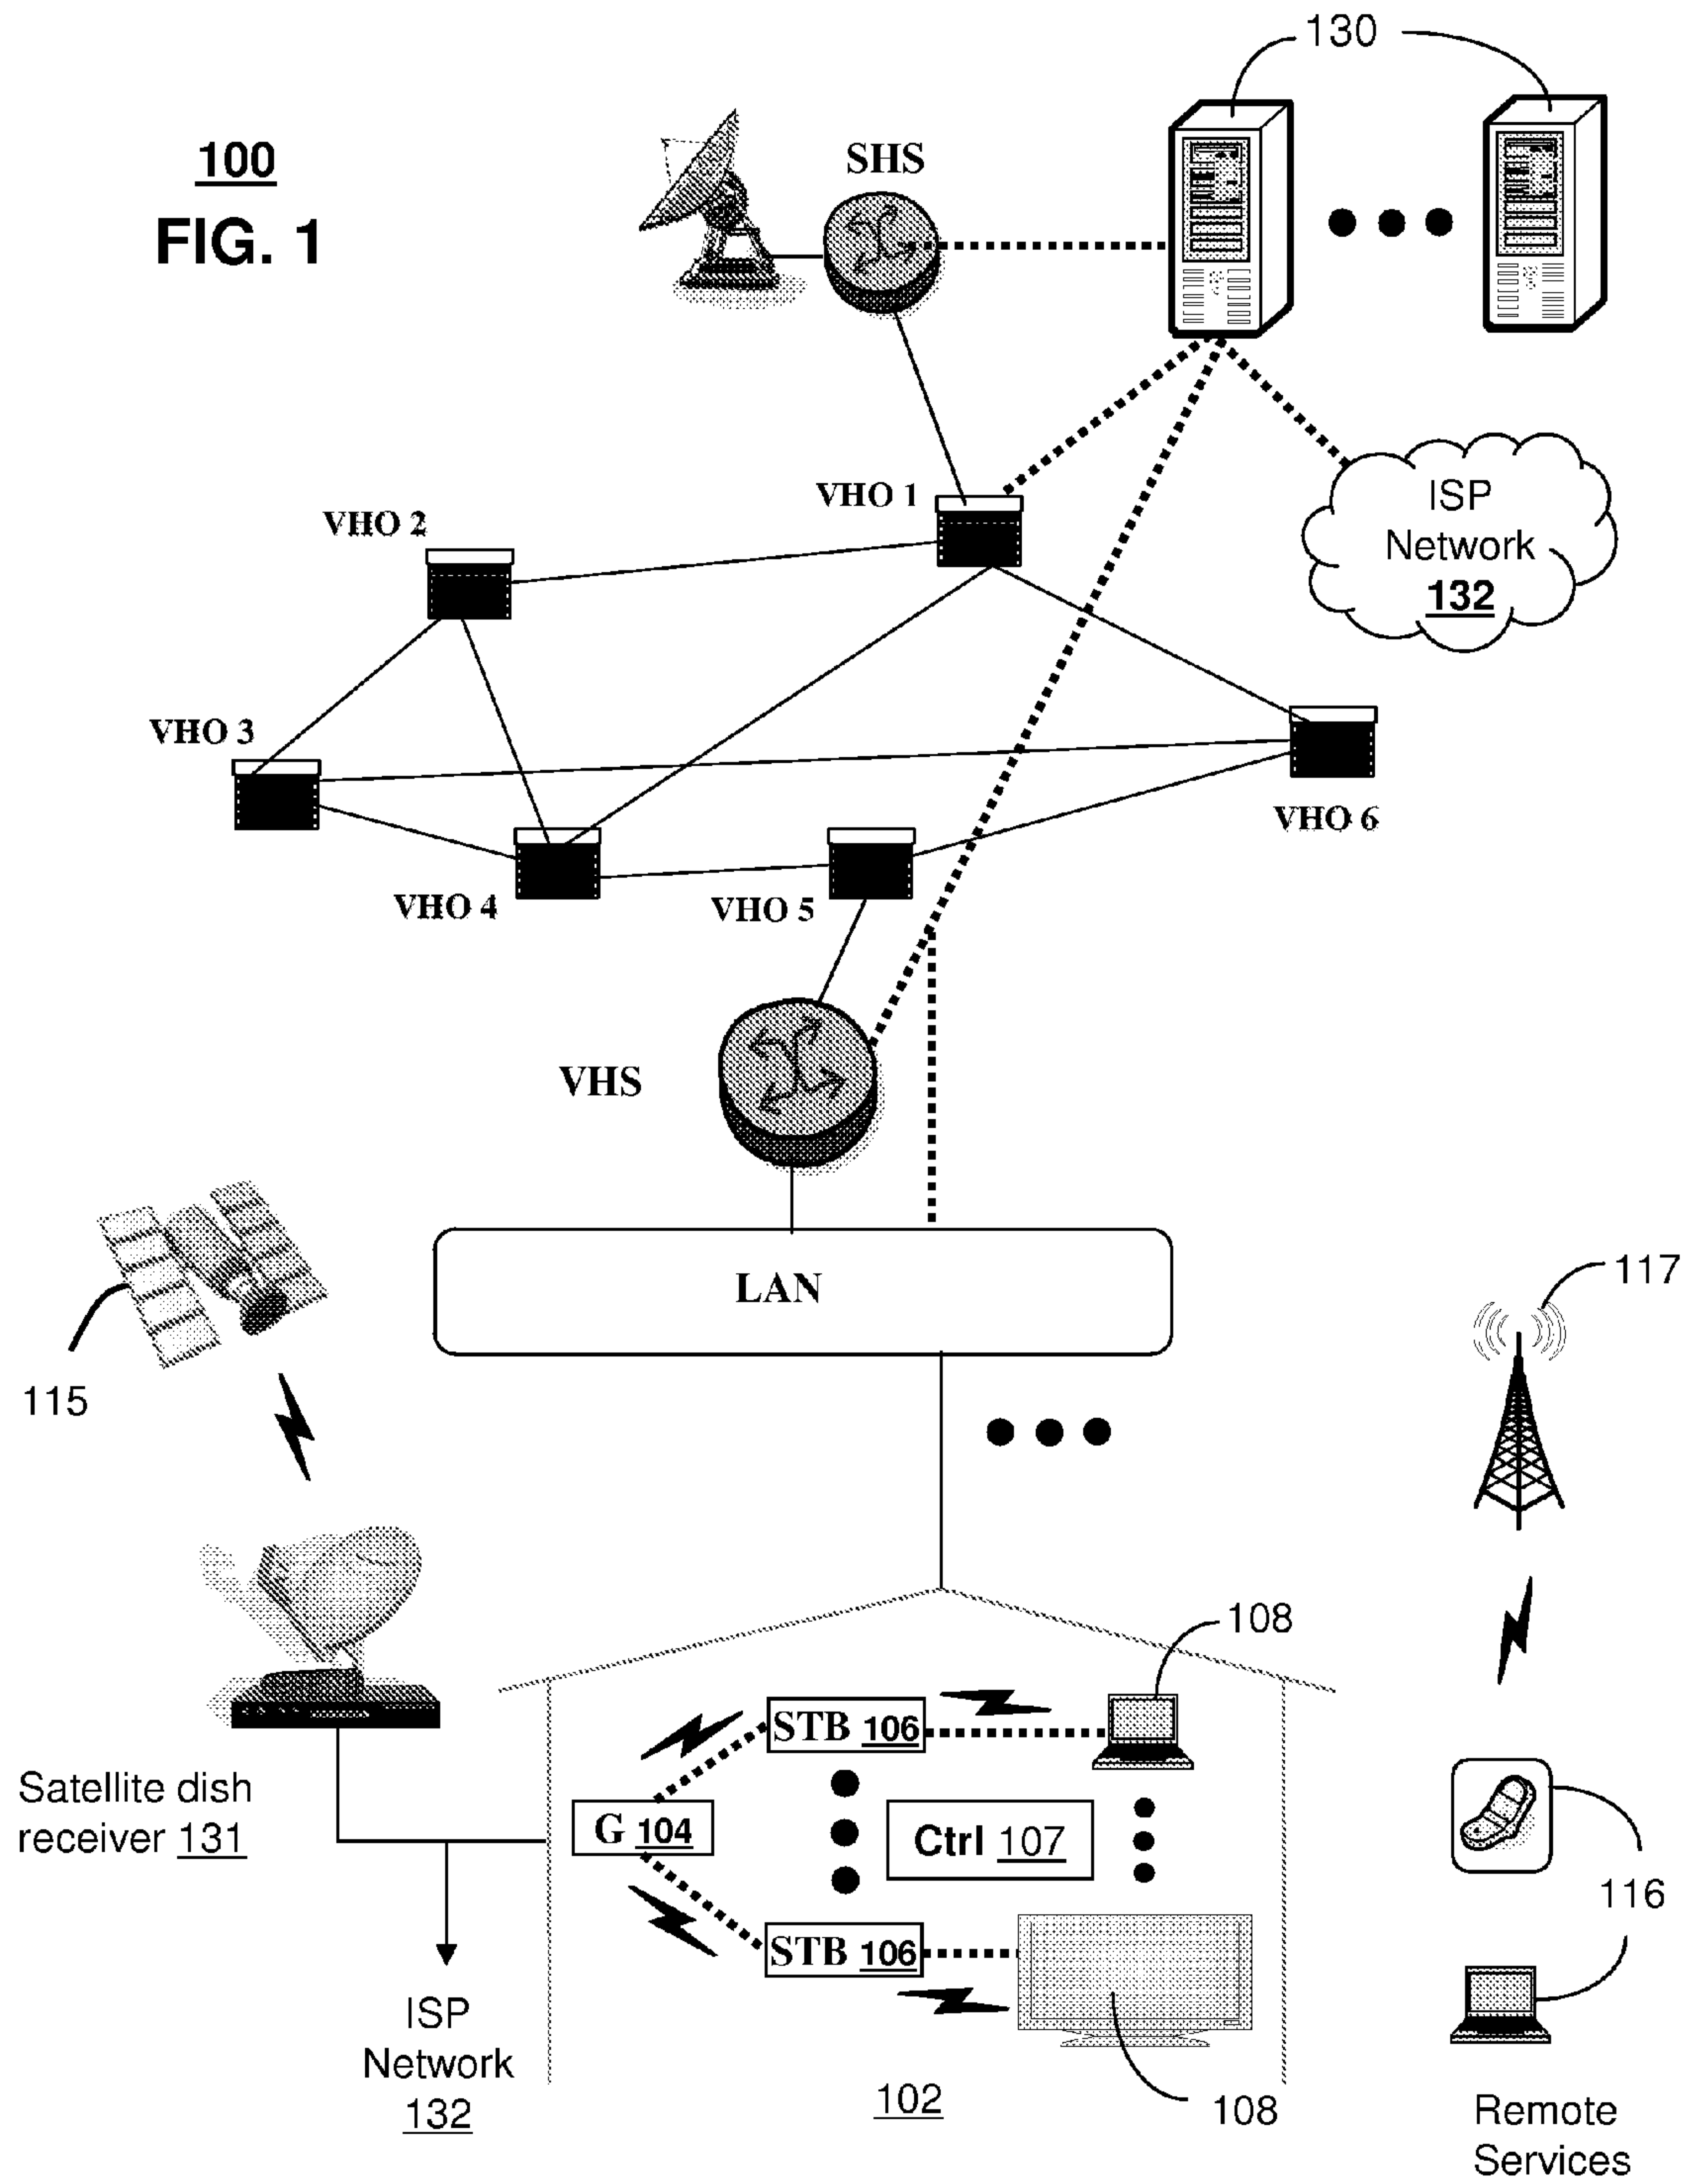 130
100
FIG. 1
SHS
ISP
Network
132
VHO 1
VHO 2
VHO 3
VHO 6
VHO 4
VHO 5
VHS
LAN
117
115
108
STB 106
Satellite dish
receiver 131
G 104
Ctrl 107
116
STB 106
ISP
Network
132
102
108
Remote
Services